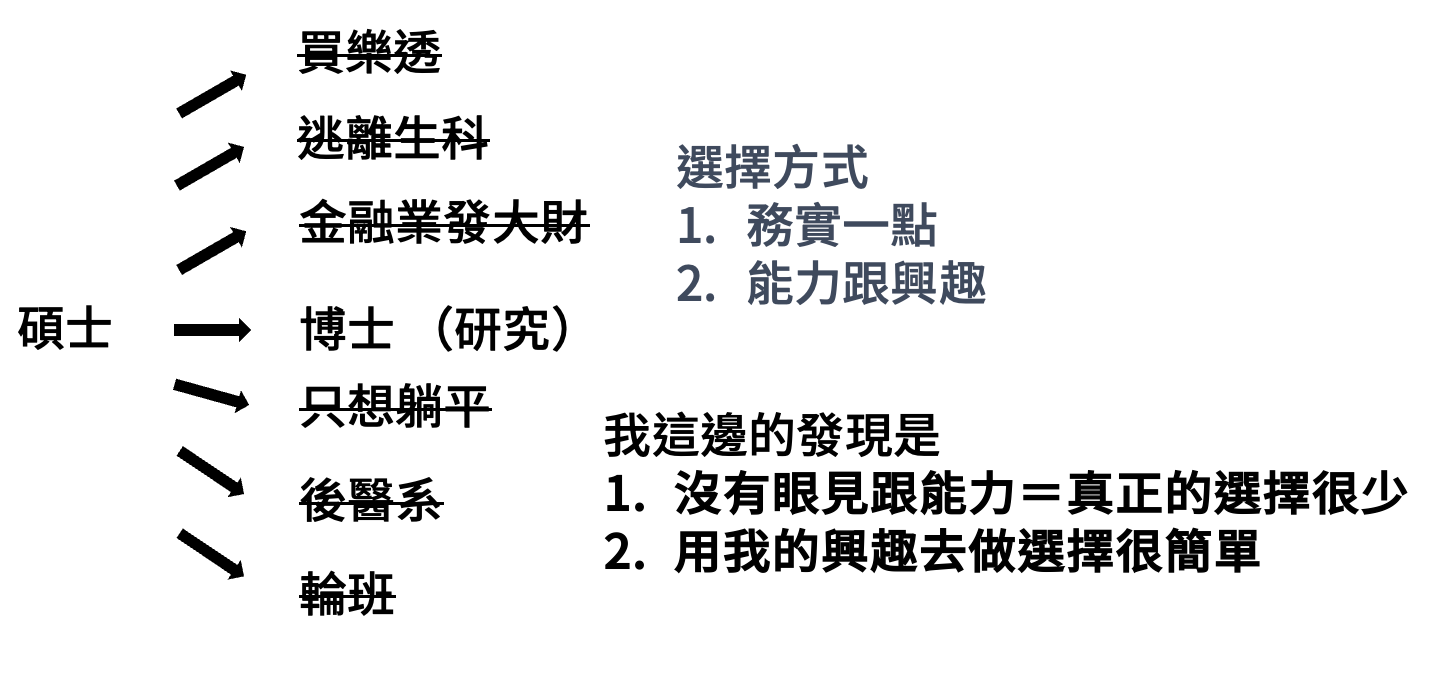 買樂透
逃離生科
金融業發大財
碩士
博士 （研究）
只想躺平
後醫系
輪班
選擇方式
1. 務實一點
2. 能力跟興趣
我這邊的發現是
1. 沒有眼見跟能力＝真正的選擇很少
2. 用我的興趣去做選擇很簡單